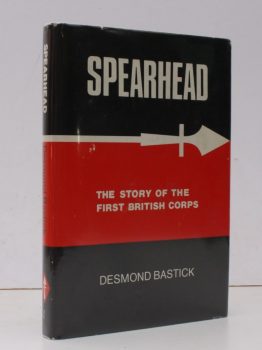 SPEARHEAD
THE STORY OF THE
FIRST BRITISH CORPS
DESMOND BASTICK
SPEARHEAD